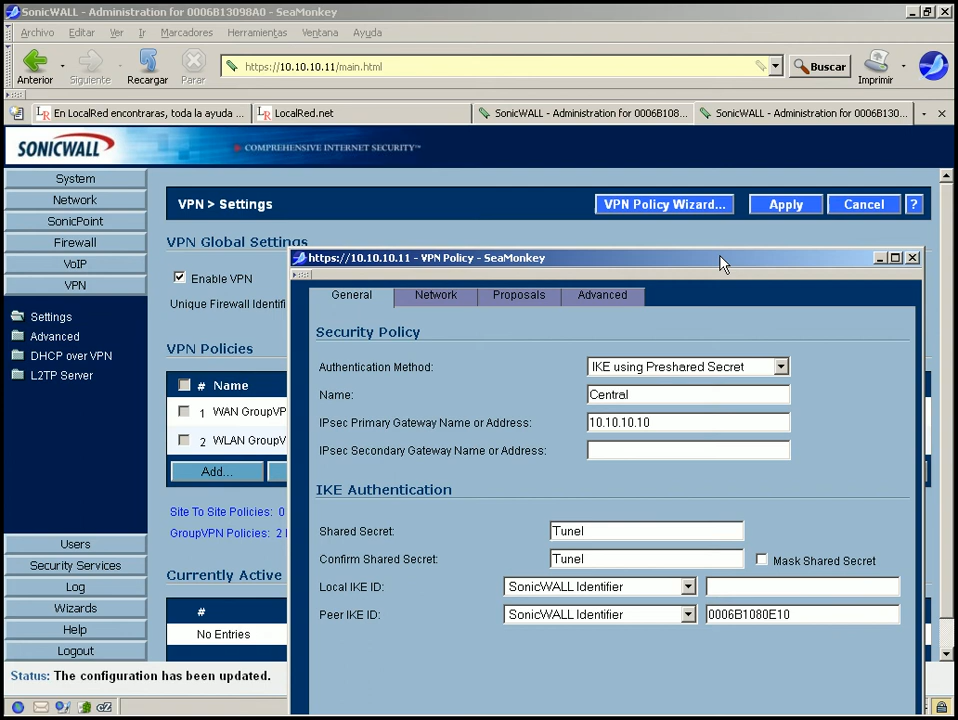 SonicWALL - Administration for 0006B13098A0 - SeaMonkey
Archivo Editar Ver Ir Marcadores Herramientas Ventana Ayuda
Anterior Siguiente Recargar Parar https://10.10.10.11/main.html Buscar Imprimir
LR En LocalRed encontraras, toda la ayuda ... LR LocalRed.net SonicWALL - Administration for 0006B108... SonicWALL - Administration for 0006B130...
SONICWALL COMPREHENSIVE INTERNET SECURITY™
System
Network
SonicPoint
Firewall
VoIP
VPN
Settings
Advanced
DHCP over VPN
L2TP Server
Users
Security Services
Log
Wizards
Help
Logout
VPN > Settings VPN Policy Wizard... Apply Cancel ?
VPN Global Settings
Enable VPN
Unique Firewall Identifi
VPN Policies
# Name
1 WAN GroupVP
2 WLAN GroupV
Add...
Site To Site Policies: 0
GroupVPN Policies: 2
Currently Active
#
No Entries
https://10.10.10.11 - VPN Policy - SeaMonkey
General Network Proposals Advanced
Security Policy
Authentication Method: IKE using Preshared Secret
Name: Central
IPsec Primary Gateway Name or Address: 10.10.10.10
IPsec Secondary Gateway Name or Address:
IKE Authentication
Shared Secret: Tunel
Confirm Shared Secret: Tunel Mask Shared Secret
Local IKE ID: SonicWALL Identifier
Peer IKE ID: SonicWALL Identifier 0006B1080E10
Status: The configuration has been updated.